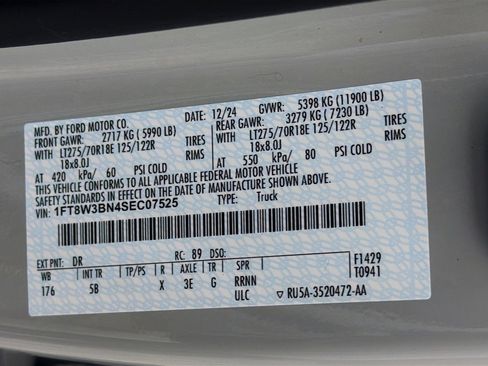 MFD. BY FORD MOTOR CO. DATE: 12/24 GVWR: 5398 KG (11900 LB)
FRONT GAWR: 2717 KG (5990 LB) REAR GAWR: 3279 KG (7230 LB)
WITH LT275/70R18E 125/122R TIRES WITH LT275/70R18E 125/122R TIRES
18x8.0J 18x8.0J
AT 420 kPa/ 60 PSI COLD AT 550 kPa/ 80 PSI COLD
THIS VEHICLE CONFORMS TO ALL APPLICABLE FEDERAL MOTOR VEHICLE
SAFETY STANDARDS IN EFFECT ON THE DATE OF MANUFACTURE SHOWN ABOVE.
VIN: 1FT8W3BN4SEC07525 TYPE: Truck
EXT PNT: DR RC: 89 DSO: F1429
WB INT TR TP/PS R AXLE TR SPR T0941
176 5B X 3E G RRNN
ULC RU5A-3520472-AA